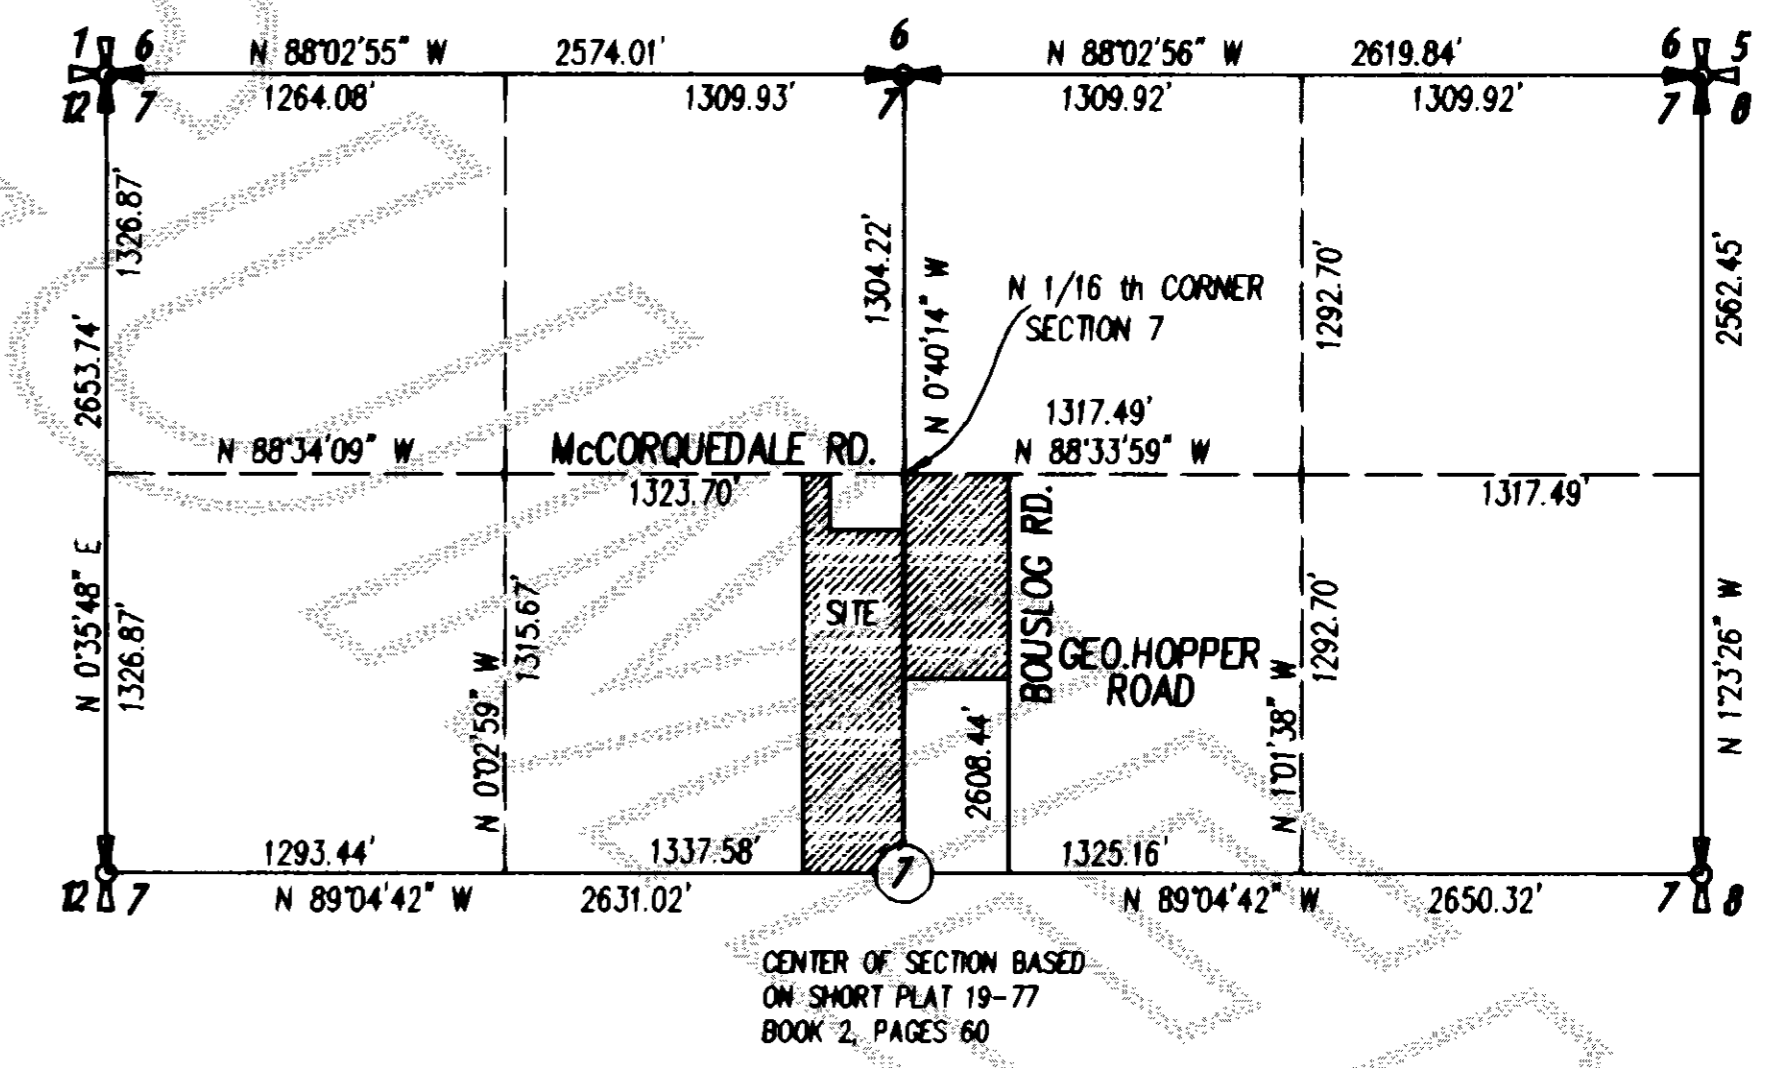 1 6
N 88°02'55" W 2574.01'
6
N 88°02'56" W 2619.84'
6 5
12 7
1264.08' 1309.93'
7
1309.92' 1309.92'
7 8
1326.87'
2653.74'
N 0°35'48" E
1326.87'
1304.22'
N 0°40'14" W
N 1/16 th CORNER
SECTION 7
1292.70'
2562.45'
1317.49'
N 88°34'09" W
McCORQUEDALE RD.
N 88°33'59" W
1323.70'
1317.49'
1315.67'
N 0°02'59" W
SITE
BOUSLOG RD.
GEO.HOPPER
ROAD
1292.70'
N 1°01'38" W
N 1°23'26" W
2608.44'
1293.44' 1337.58'
7
1325.16'
12 7
N 89°04'42" W 2631.02'
N 89°04'42" W 2650.32'
7 8
CENTER OF SECTION BASED
ON SHORT PLAT 19-77
BOOK 2, PAGES 60